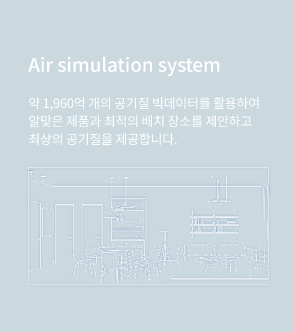 Air simulation system
약 1,960억 개의 공기질 빅데이터를 활용하여
알맞은 제품과 최적의 배치 장소를 제안하고
최상의 공기질을 제공합니다.